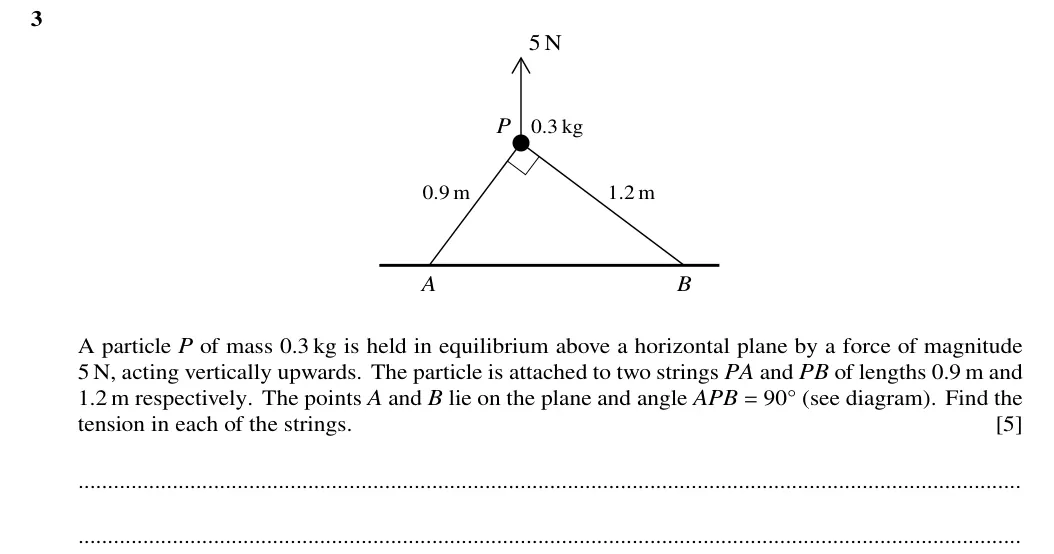 3
5 N
P 0.3 kg
0.9 m 1.2 m
A B
A particle P of mass 0.3 kg is held in equilibrium above a horizontal plane by a force of magnitude
5 N, acting vertically upwards. The particle is attached to two strings PA and PB of lengths 0.9 m and
1.2 m respectively. The points A and B lie on the plane and angle APB = 90° (see diagram). Find the
tension in each of the strings. [5]